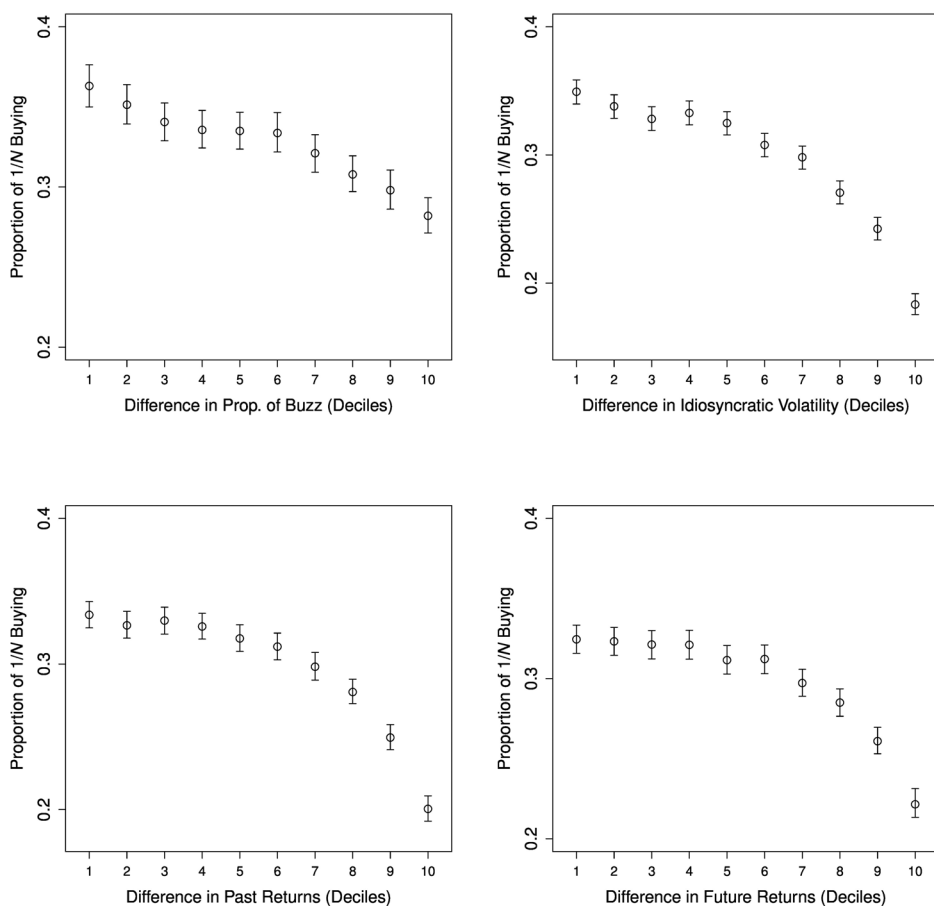 0.4
0.3
0.2
Proportion of 1/N Buying
1 2 3 4 5 6 7 8 9 10
Difference in Prop. of Buzz (Deciles)
0.4
0.3
0.2
Proportion of 1/N Buying
1 2 3 4 5 6 7 8 9 10
Difference in Idiosyncratic Volatility (Deciles)
0.4
0.3
0.2
Proportion of 1/N Buying
1 2 3 4 5 6 7 8 9 10
Difference in Past Returns (Deciles)
0.4
0.3
0.2
Proportion of 1/N Buying
1 2 3 4 5 6 7 8 9 10
Difference in Future Returns (Deciles)